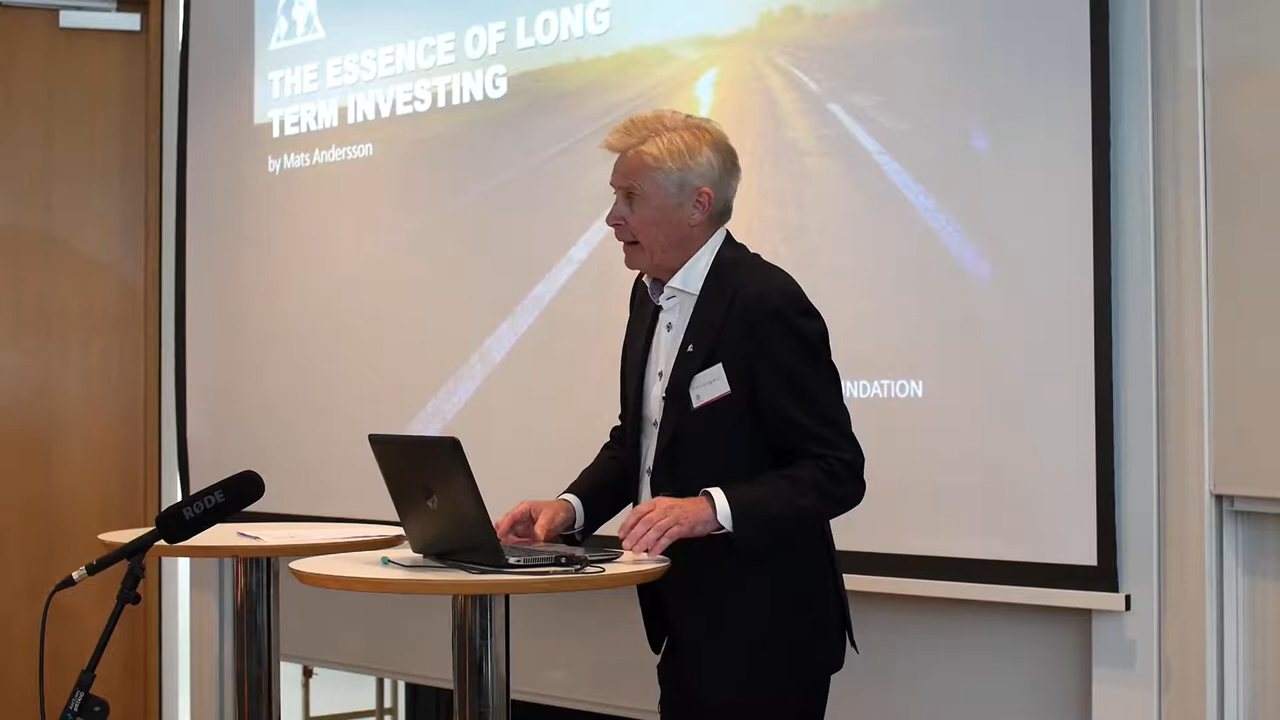 THE ESSENCE OF LONG
TERM INVESTING
by Mats Andersson
NDATION
RØDE